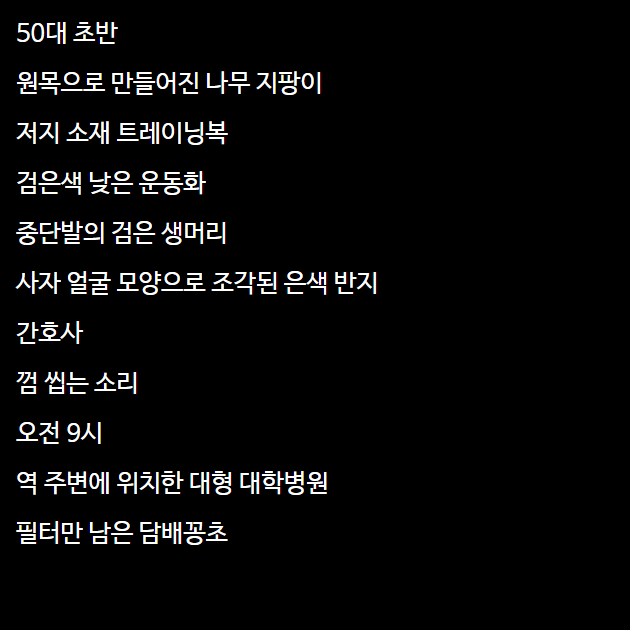 50대 초반
원목으로 만들어진 나무 지팡이
저지 소재 트레이닝복
검은색 낮은 운동화
중단발의 검은 생머리
사자 얼굴 모양으로 조각된 은색 반지
간호사
껌 씹는 소리
오전 9시
역 주변에 위치한 대형 대학병원
필터만 남은 담배꽁초